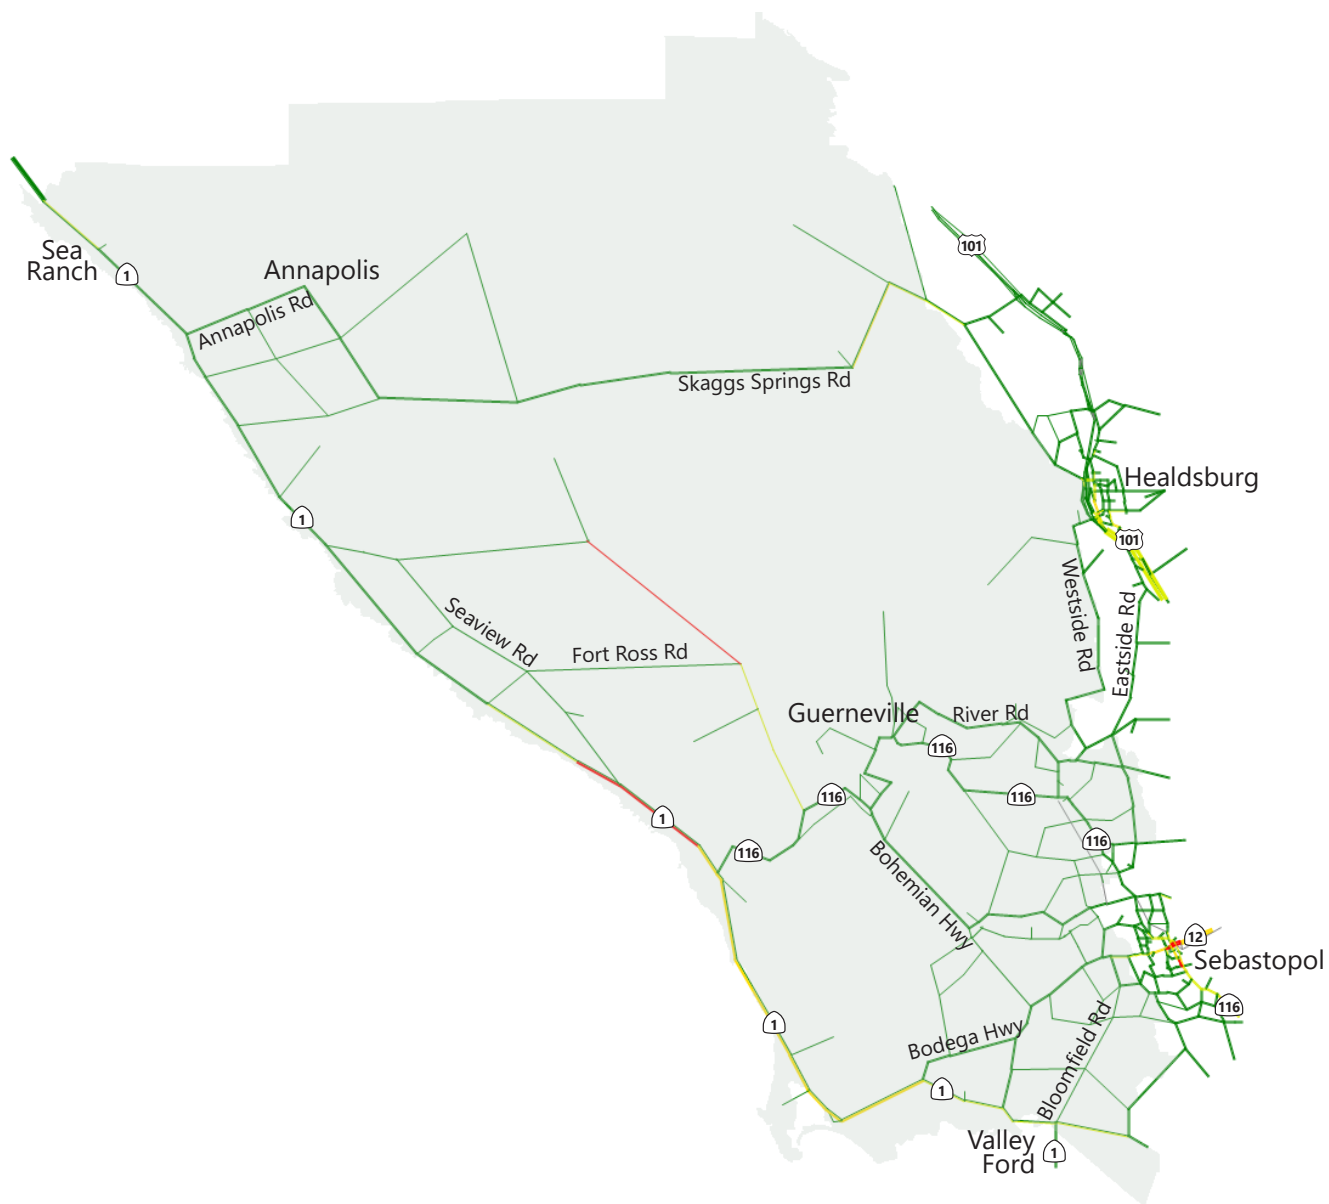 101
Sea
Ranch
1
Annapolis
Annapolis Rd
Skaggs Springs Rd
Healdsburg
1
101
Westside Rd
Eastside Rd
Seaview Rd
Fort Ross Rd
Guerneville
River Rd
116
116
116
1
116
116
Bohemian Hwy
12
Sebastopol
116
1
Bodega Hwy
Bloomfield Rd
1
Valley
Ford
1